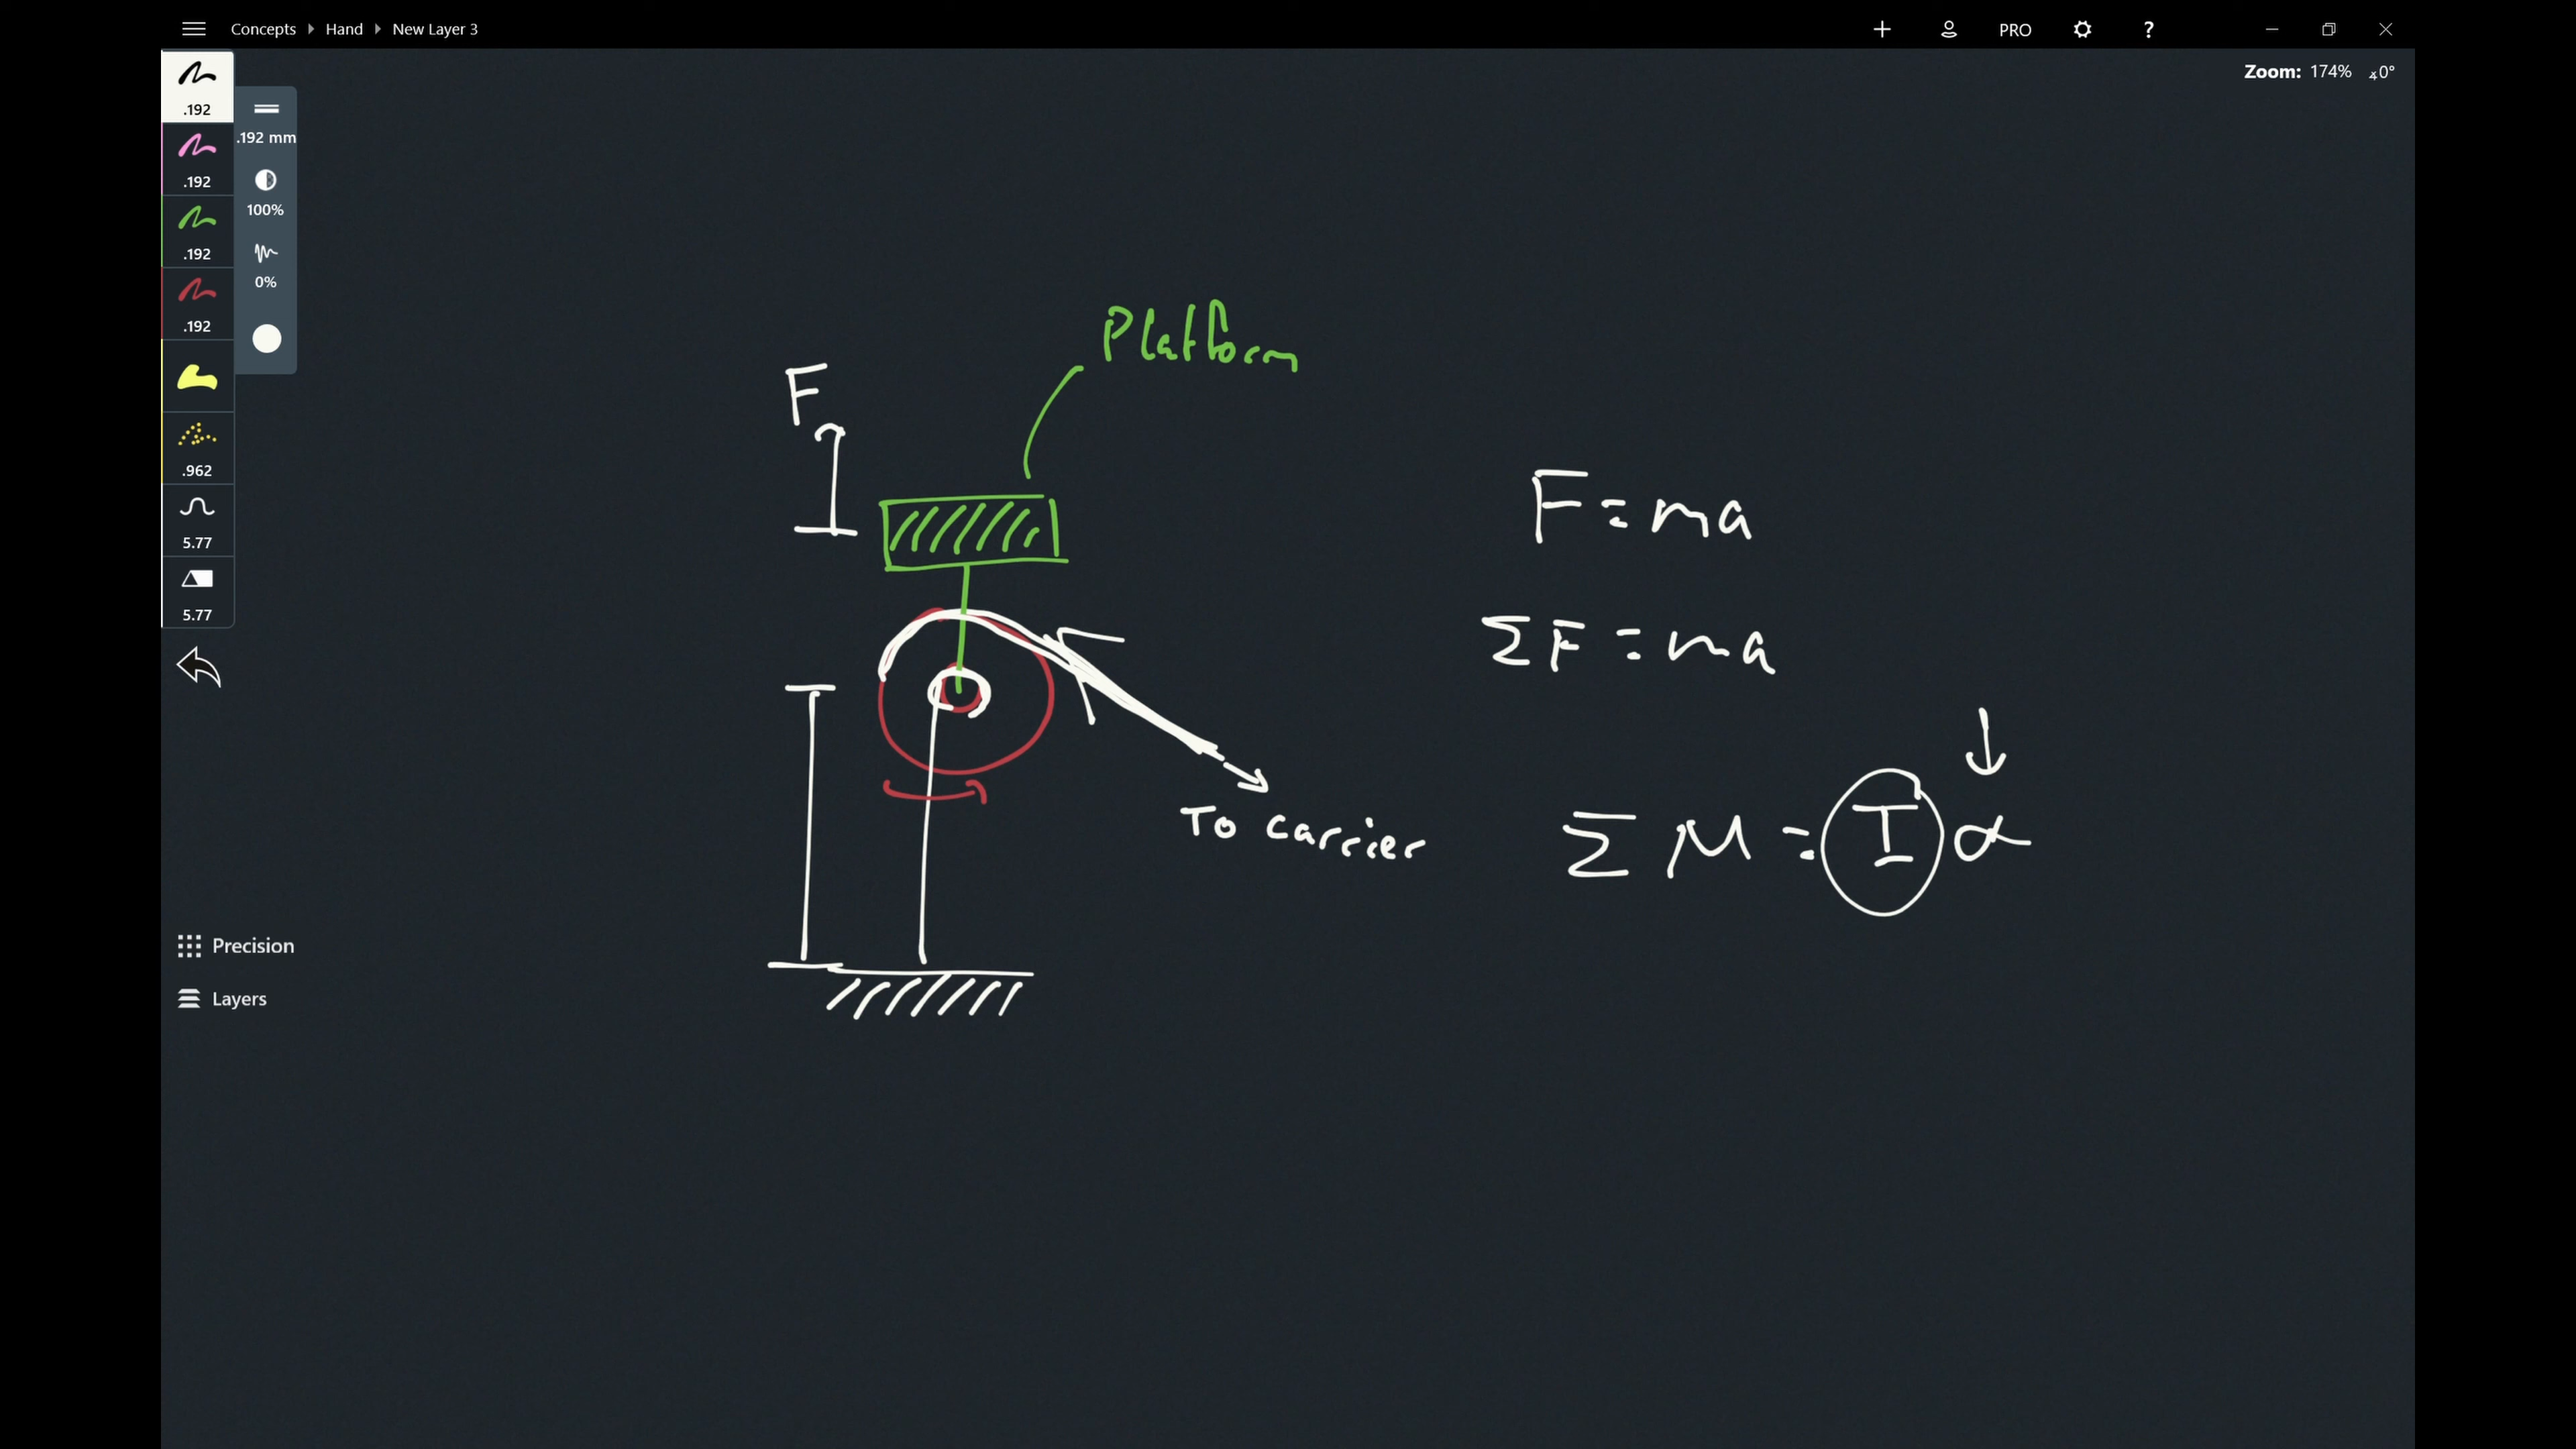 Concepts Hand New Layer 3
PRO ?
Zoom: 174% 0°
.192
.192 mm
.192
100%
.192
0%
.192
.962
5.77
5.77
Precision
Layers
Platform
F
To carrier
F = ma
ΣF = ma
ΣM = Iα